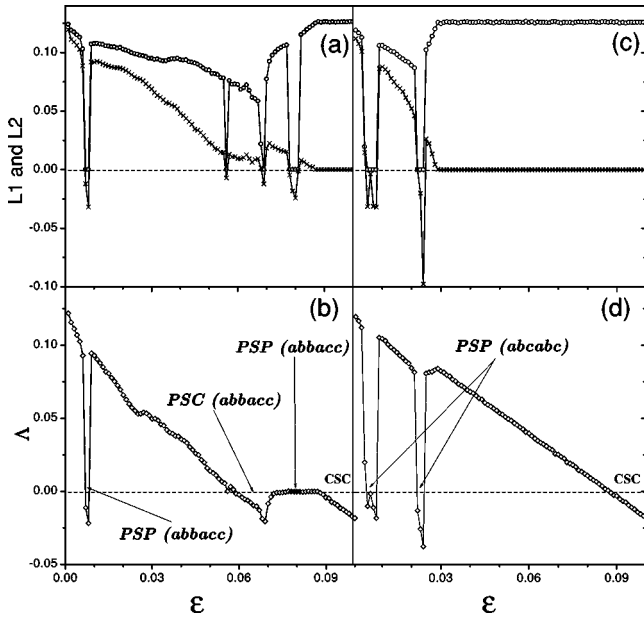 (a)
(c)
L1 and L2
0.10
0.05
0.00
-0.05
-0.10
(b)
(d)
PSP (abbacc)
PSP (abcabc)
PSC (abbacc)
PSP (abbacc)
CSC
CSC
Λ
0.10
0.05
0.00
-0.05
0.00 0.03 0.06 0.09
0.00 0.03 0.06 0.09
ε
ε